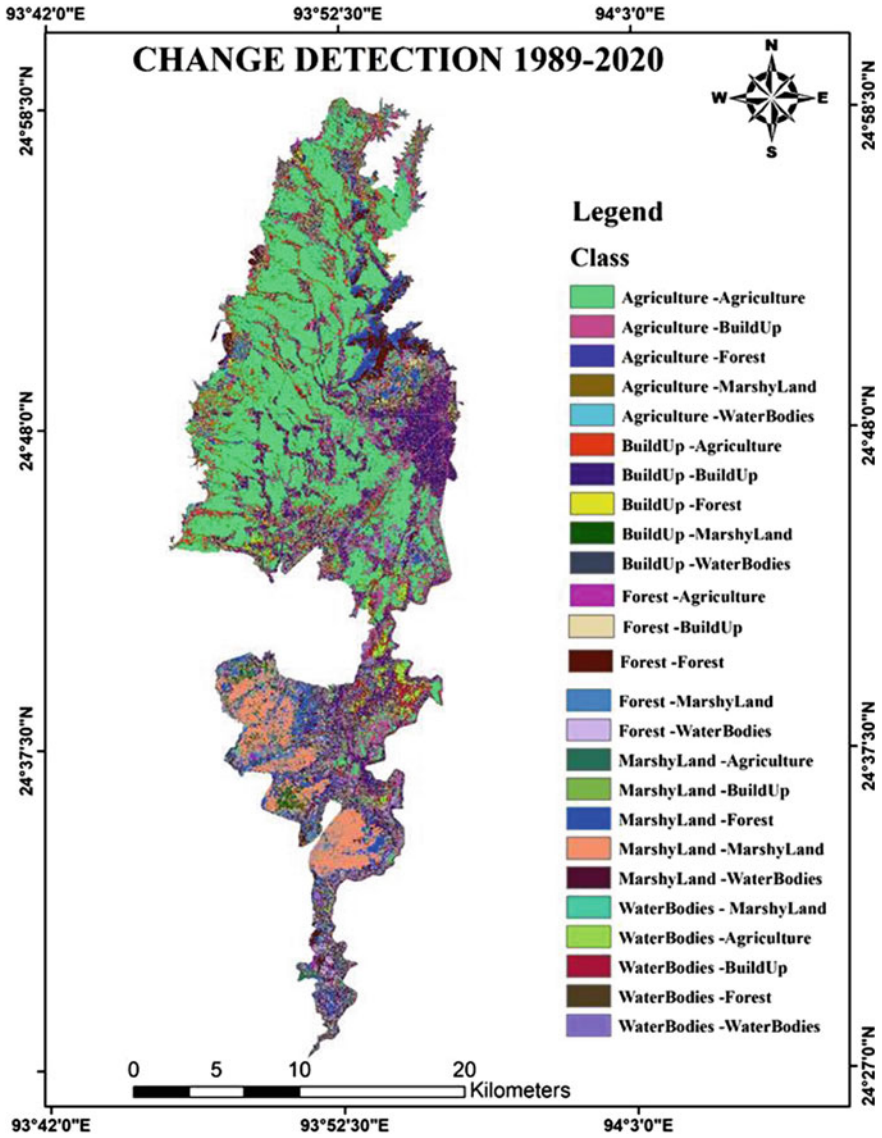 93°42'0"E 93°52'30"E 94°3'0"E
CHANGE DETECTION 1989-2020
N
W E
S
24°58'30"N 24°58'30"N
Legend
Class
Agriculture -Agriculture
Agriculture -BuildUp
Agriculture -Forest
Agriculture -MarshyLand
Agriculture -WaterBodies
24°48'0"N 24°48'0"N
BuildUp -Agriculture
BuildUp -BuildUp
BuildUp -Forest
BuildUp -MarshyLand
BuildUp -WaterBodies
Forest -Agriculture
Forest -BuildUp
Forest -Forest
Forest -MarshyLand
Forest -WaterBodies
24°37'30"N 24°37'30"N
MarshyLand -Agriculture
MarshyLand -BuildUp
MarshyLand -Forest
MarshyLand -MarshyLand
MarshyLand -WaterBodies
WaterBodies - MarshyLand
WaterBodies -Agriculture
WaterBodies -BuildUp
WaterBodies -Forest
WaterBodies -WaterBodies
24°27'0"N
0 5 10 20
Kilometers
93°42'0"E 93°52'30"E 94°3'0"E